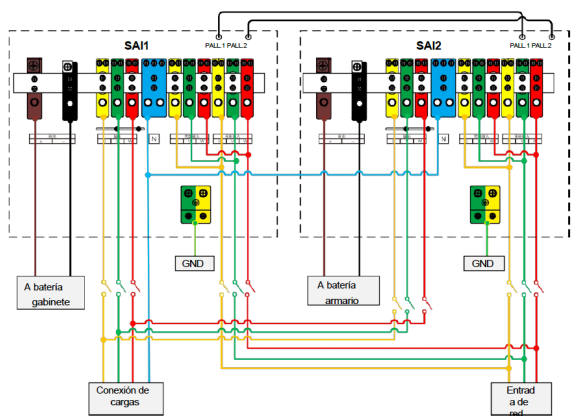 SAI1
PALL.1 PALL.2
SAI2
PALL.1 PALL.2
N
N
GND
GND
A batería
gabinete
A batería
armario
Conexión de
cargas
Entrad
a de
red